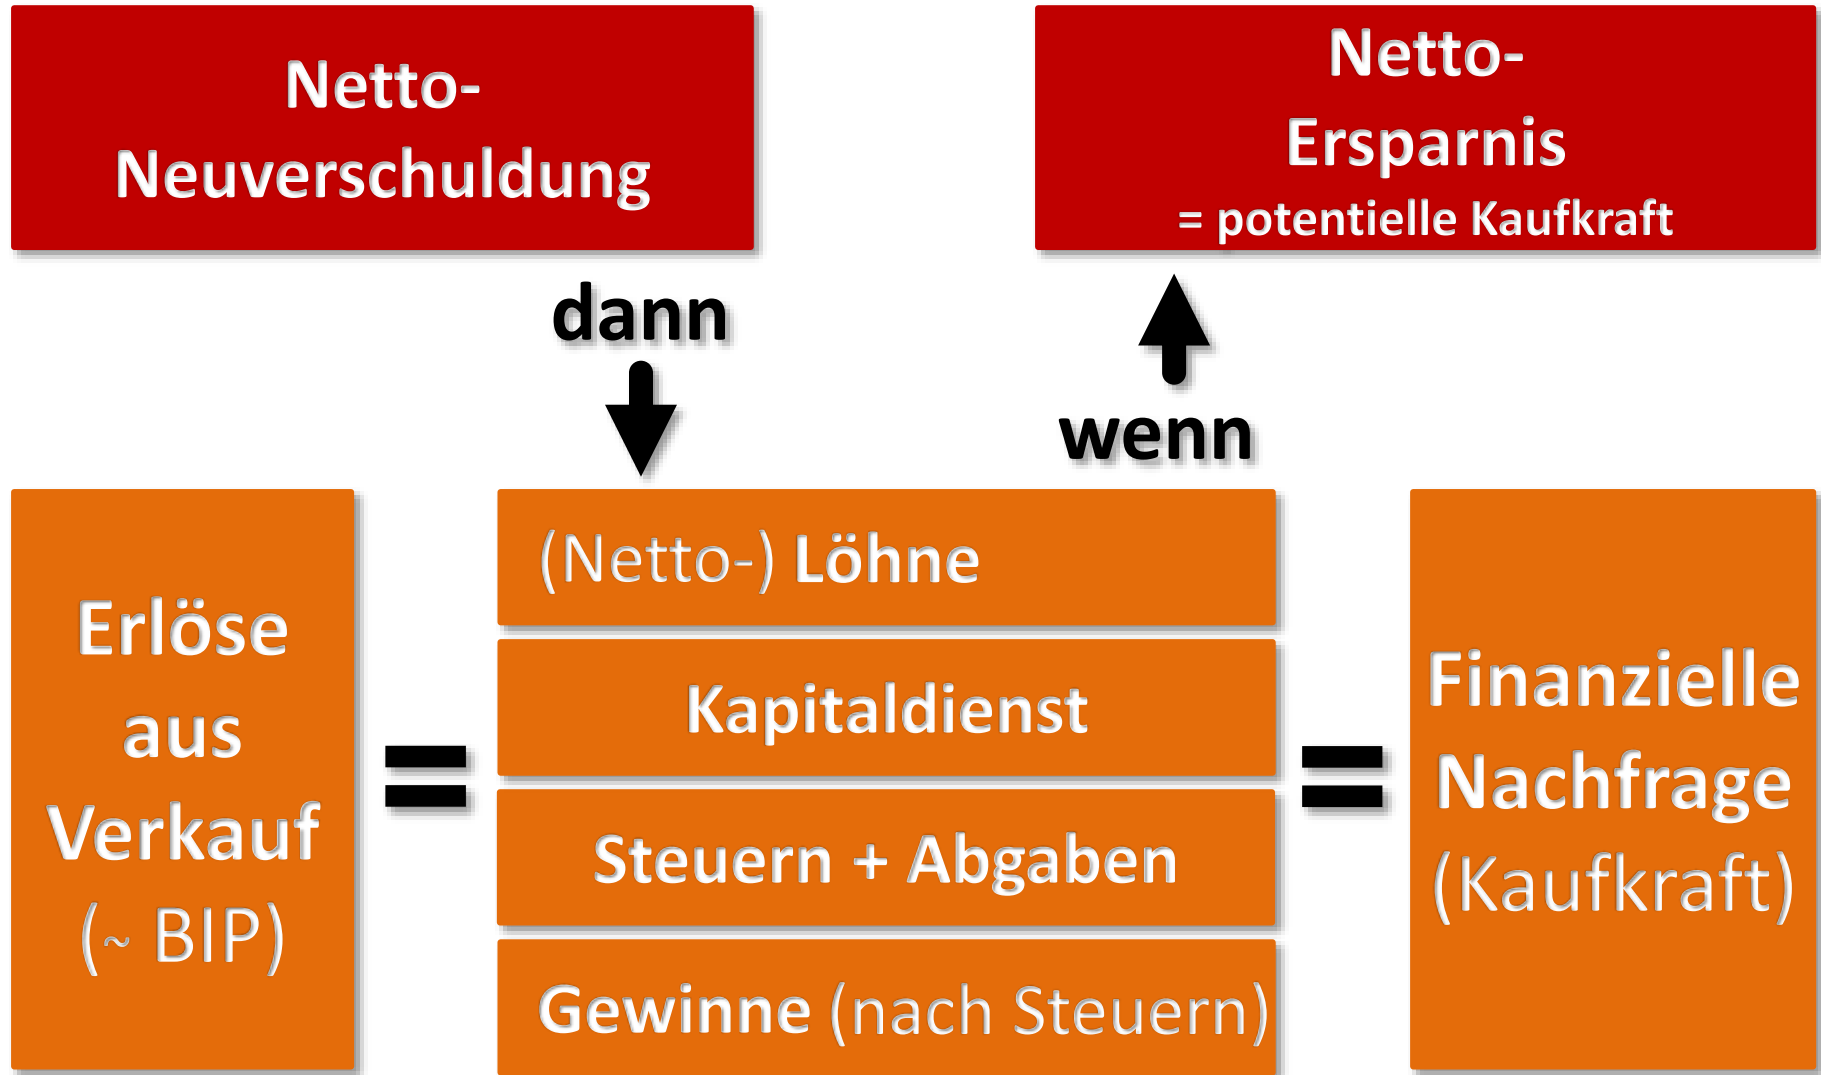 Netto-
Neuverschuldung
Netto-
Ersparnis
= potentielle Kaufkraft
dann
wenn
Erlöse
aus
Verkauf
(~ BIP)
=
(Netto-) Löhne
Kapitaldienst
Steuern + Abgaben
Gewinne (nach Steuern)
=
Finanzielle
Nachfrage
(Kaufkraft)